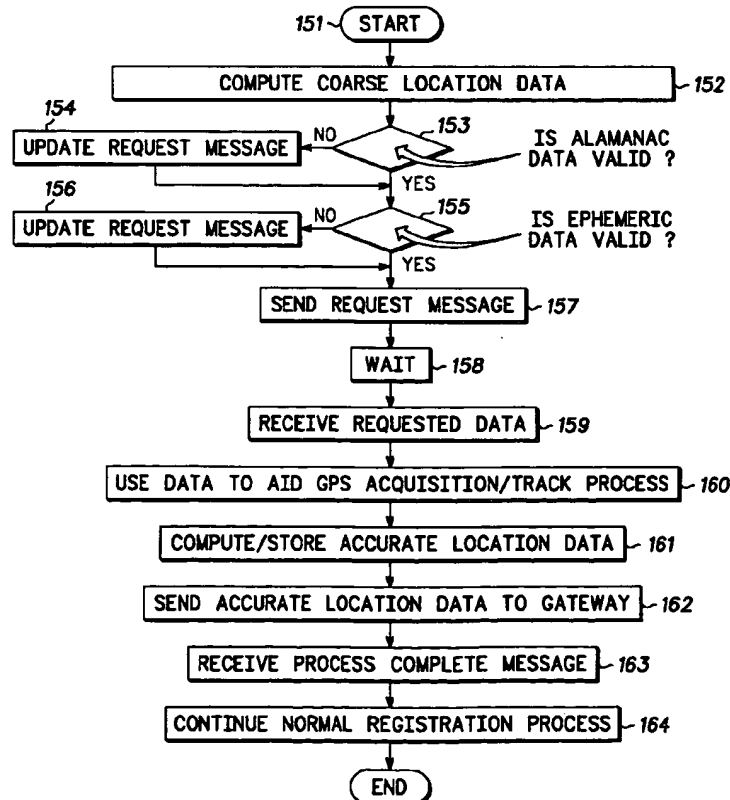 151 START
COMPUTE COARSE LOCATION DATA 152
154
153
NO
UPDATE REQUEST MESSAGE
IS ALAMANAC
DATA VALID ?
YES
156
155
NO
UPDATE REQUEST MESSAGE
IS EPHEMERIC
DATA VALID ?
YES
SEND REQUEST MESSAGE 157
WAIT 158
RECEIVE REQUESTED DATA 159
USE DATA TO AID GPS ACQUISITION/TRACK PROCESS 160
COMPUTE/STORE ACCURATE LOCATION DATA 161
SEND ACCURATE LOCATION DATA TO GATEWAY 162
RECEIVE PROCESS COMPLETE MESSAGE 163
CONTINUE NORMAL REGISTRATION PROCESS 164
END